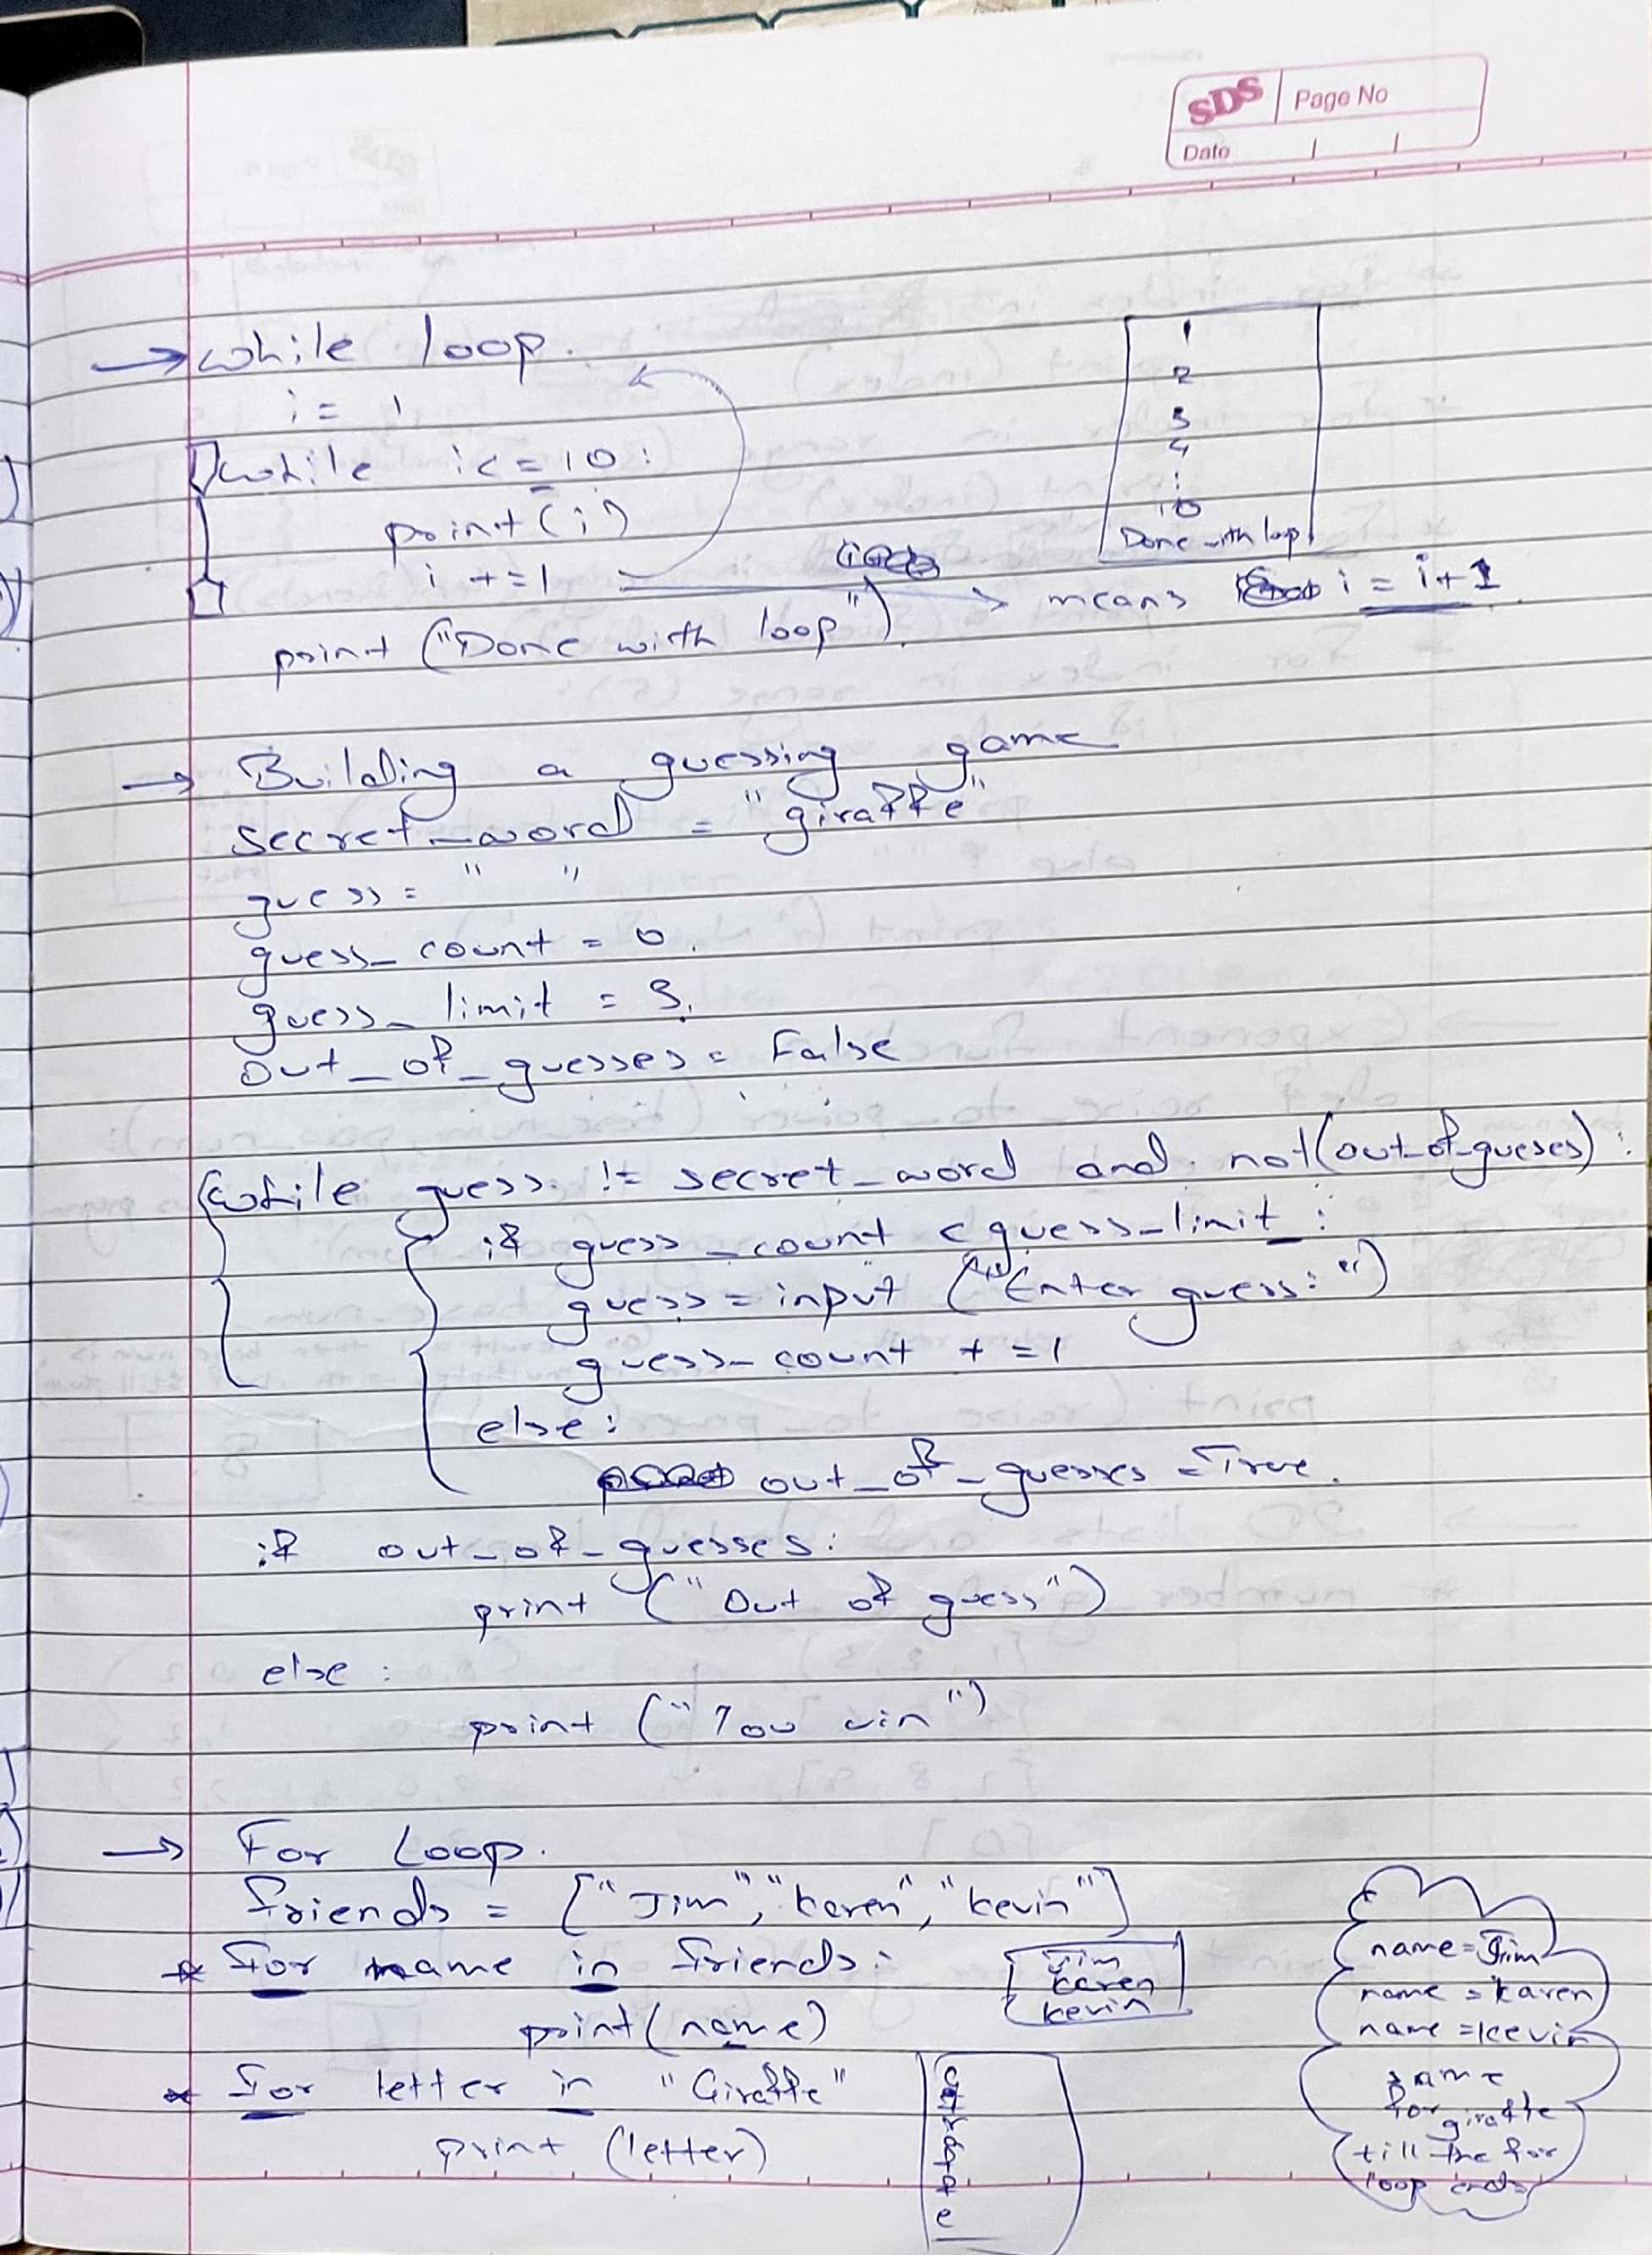 SDS Page No
Date
→ while loop.
i = 1
while i<=10:
print(i)
i +=1 → means i = i+1
print ("Done with loop").
1
2
3
4
:
10
Done with loop
→ Building a guessing game
secret_word = "giraffe"
guess = " "
guess_count = 0.
guess_limit = 3.
out_of_guesses = False
while guess != secret_word and not(out_of_gueses):
if guess_count < guess_limit:
guess = input ("Enter guess: ")
guess_count +=1
else:
out_of_guesses = True.
if out_of_guesses:
print ("Out of guess")
else:
print ("You win")
→ For Loop.
friends = ["Jim", "karen", "kevin"]
* for name in friends:
print(name)
Jim
karen
kevin
name=Jim
name=karen
name=kevin
same
for giraffe
till the for
loop ends
* for letter in "Giraffe"
print (letter)
G
i
r
a
f
f
e